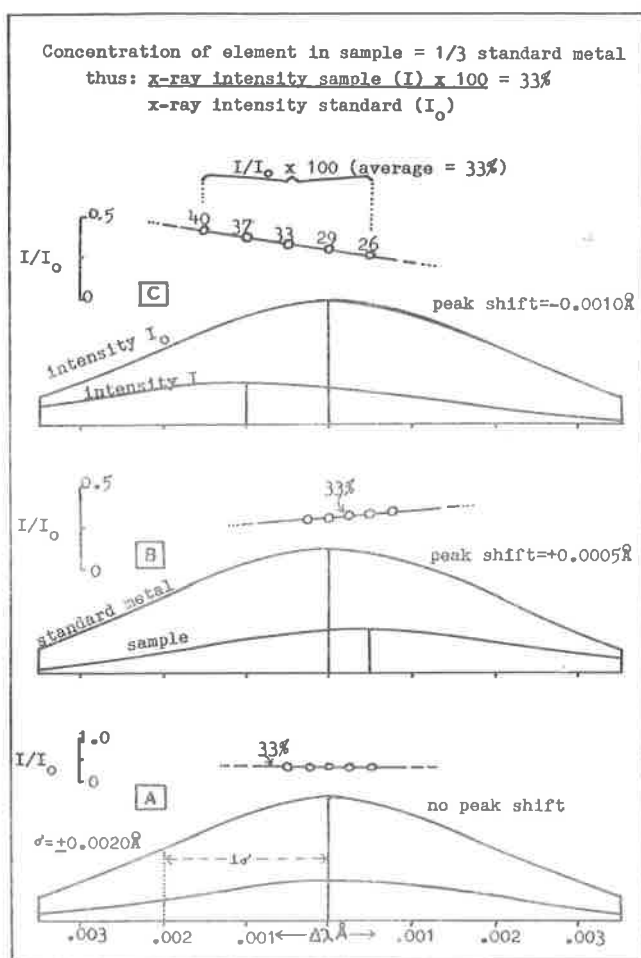 Concentration of element in sample = 1/3 standard metal
thus: x-ray intensity sample (I) x 100 = 33%
x-ray intensity standard (I₀)
I/I₀ x 100 (average = 33%)
0.5
40 37 33 29 26
I/I₀
0
C
peak shift=-0.0010Å
intensity I₀
intensity I
0.5
33%
I/I₀
B
peak shift=+0.0005Å
0
standard metal
sample
1.0
33%
I/I₀
0
A
no peak shift
σ=±0.0020Å
1σ
.003 .002 .001 Δλ Å .001 .002 .003